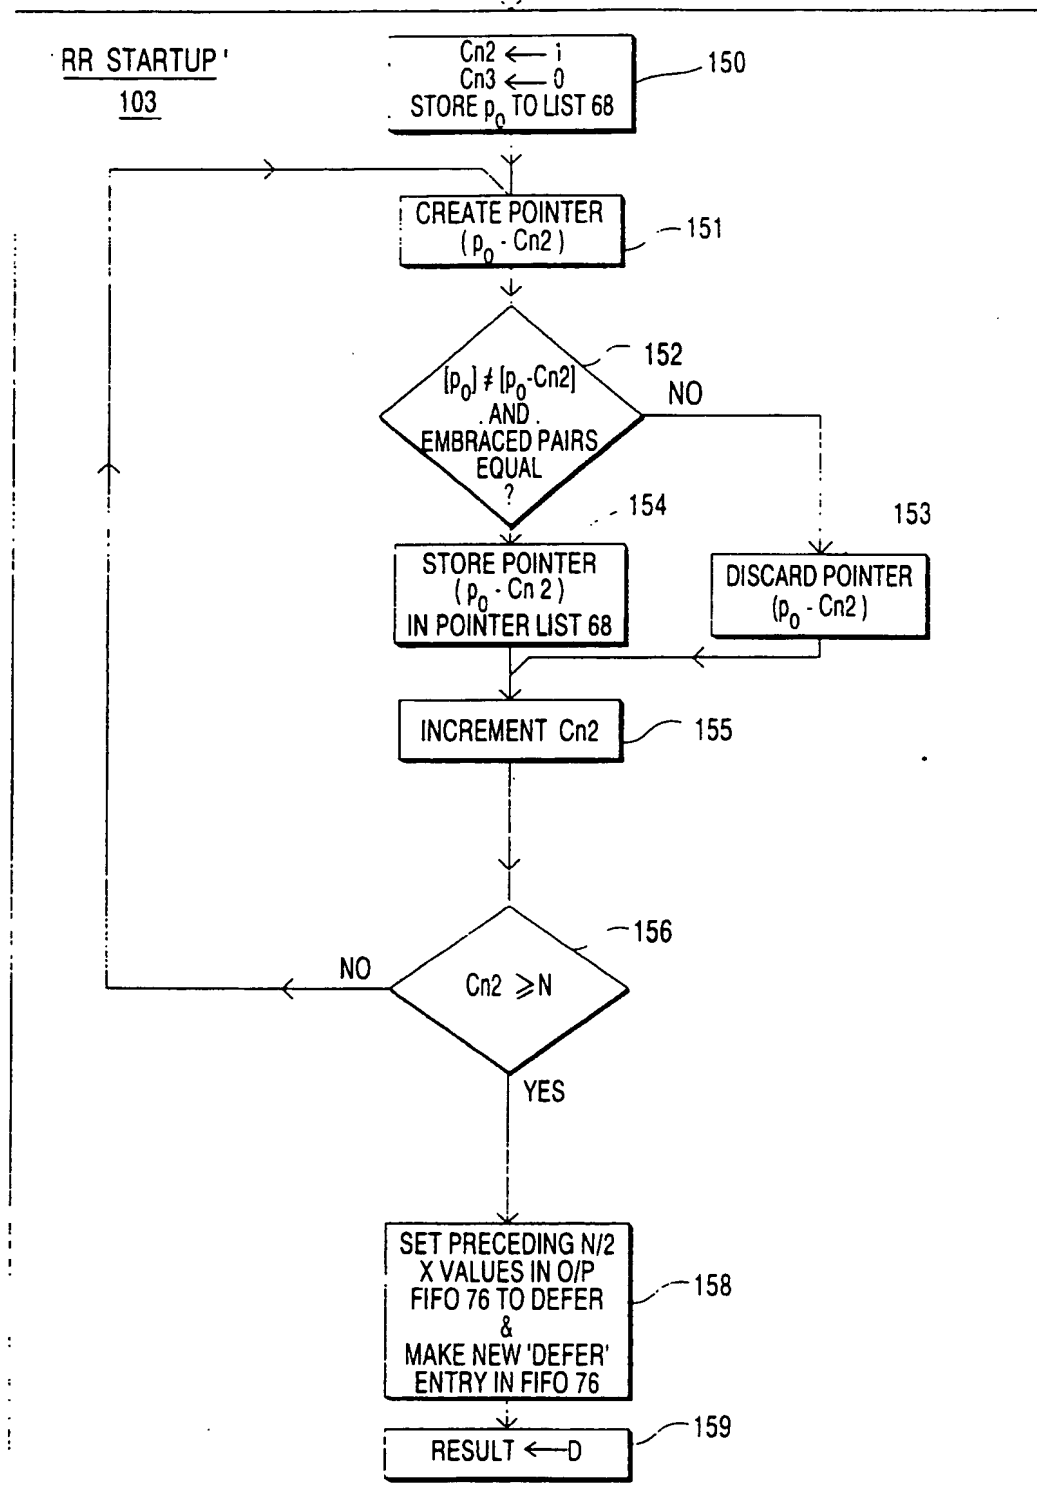 'RR STARTUP'
103
Cn2 ← i
Cn3 ← 0
STORE p₀ TO LIST 68
150
CREATE POINTER
(p₀ - Cn2)
151
152
[p₀] ≠ [p₀-Cn2]
AND
EMBRACED PAIRS
EQUAL
?
NO
154
153
STORE POINTER
(p₀ - Cn2)
IN POINTER LIST 68
DISCARD POINTER
(p₀ - Cn2)
INCREMENT Cn2
155
156
Cn2 ⩾ N
NO
YES
SET PRECEDING N/2
X VALUES IN O/P
FIFO 76 TO DEFER
&
MAKE NEW 'DEFER'
ENTRY IN FIFO 76
158
RESULT ← D
159